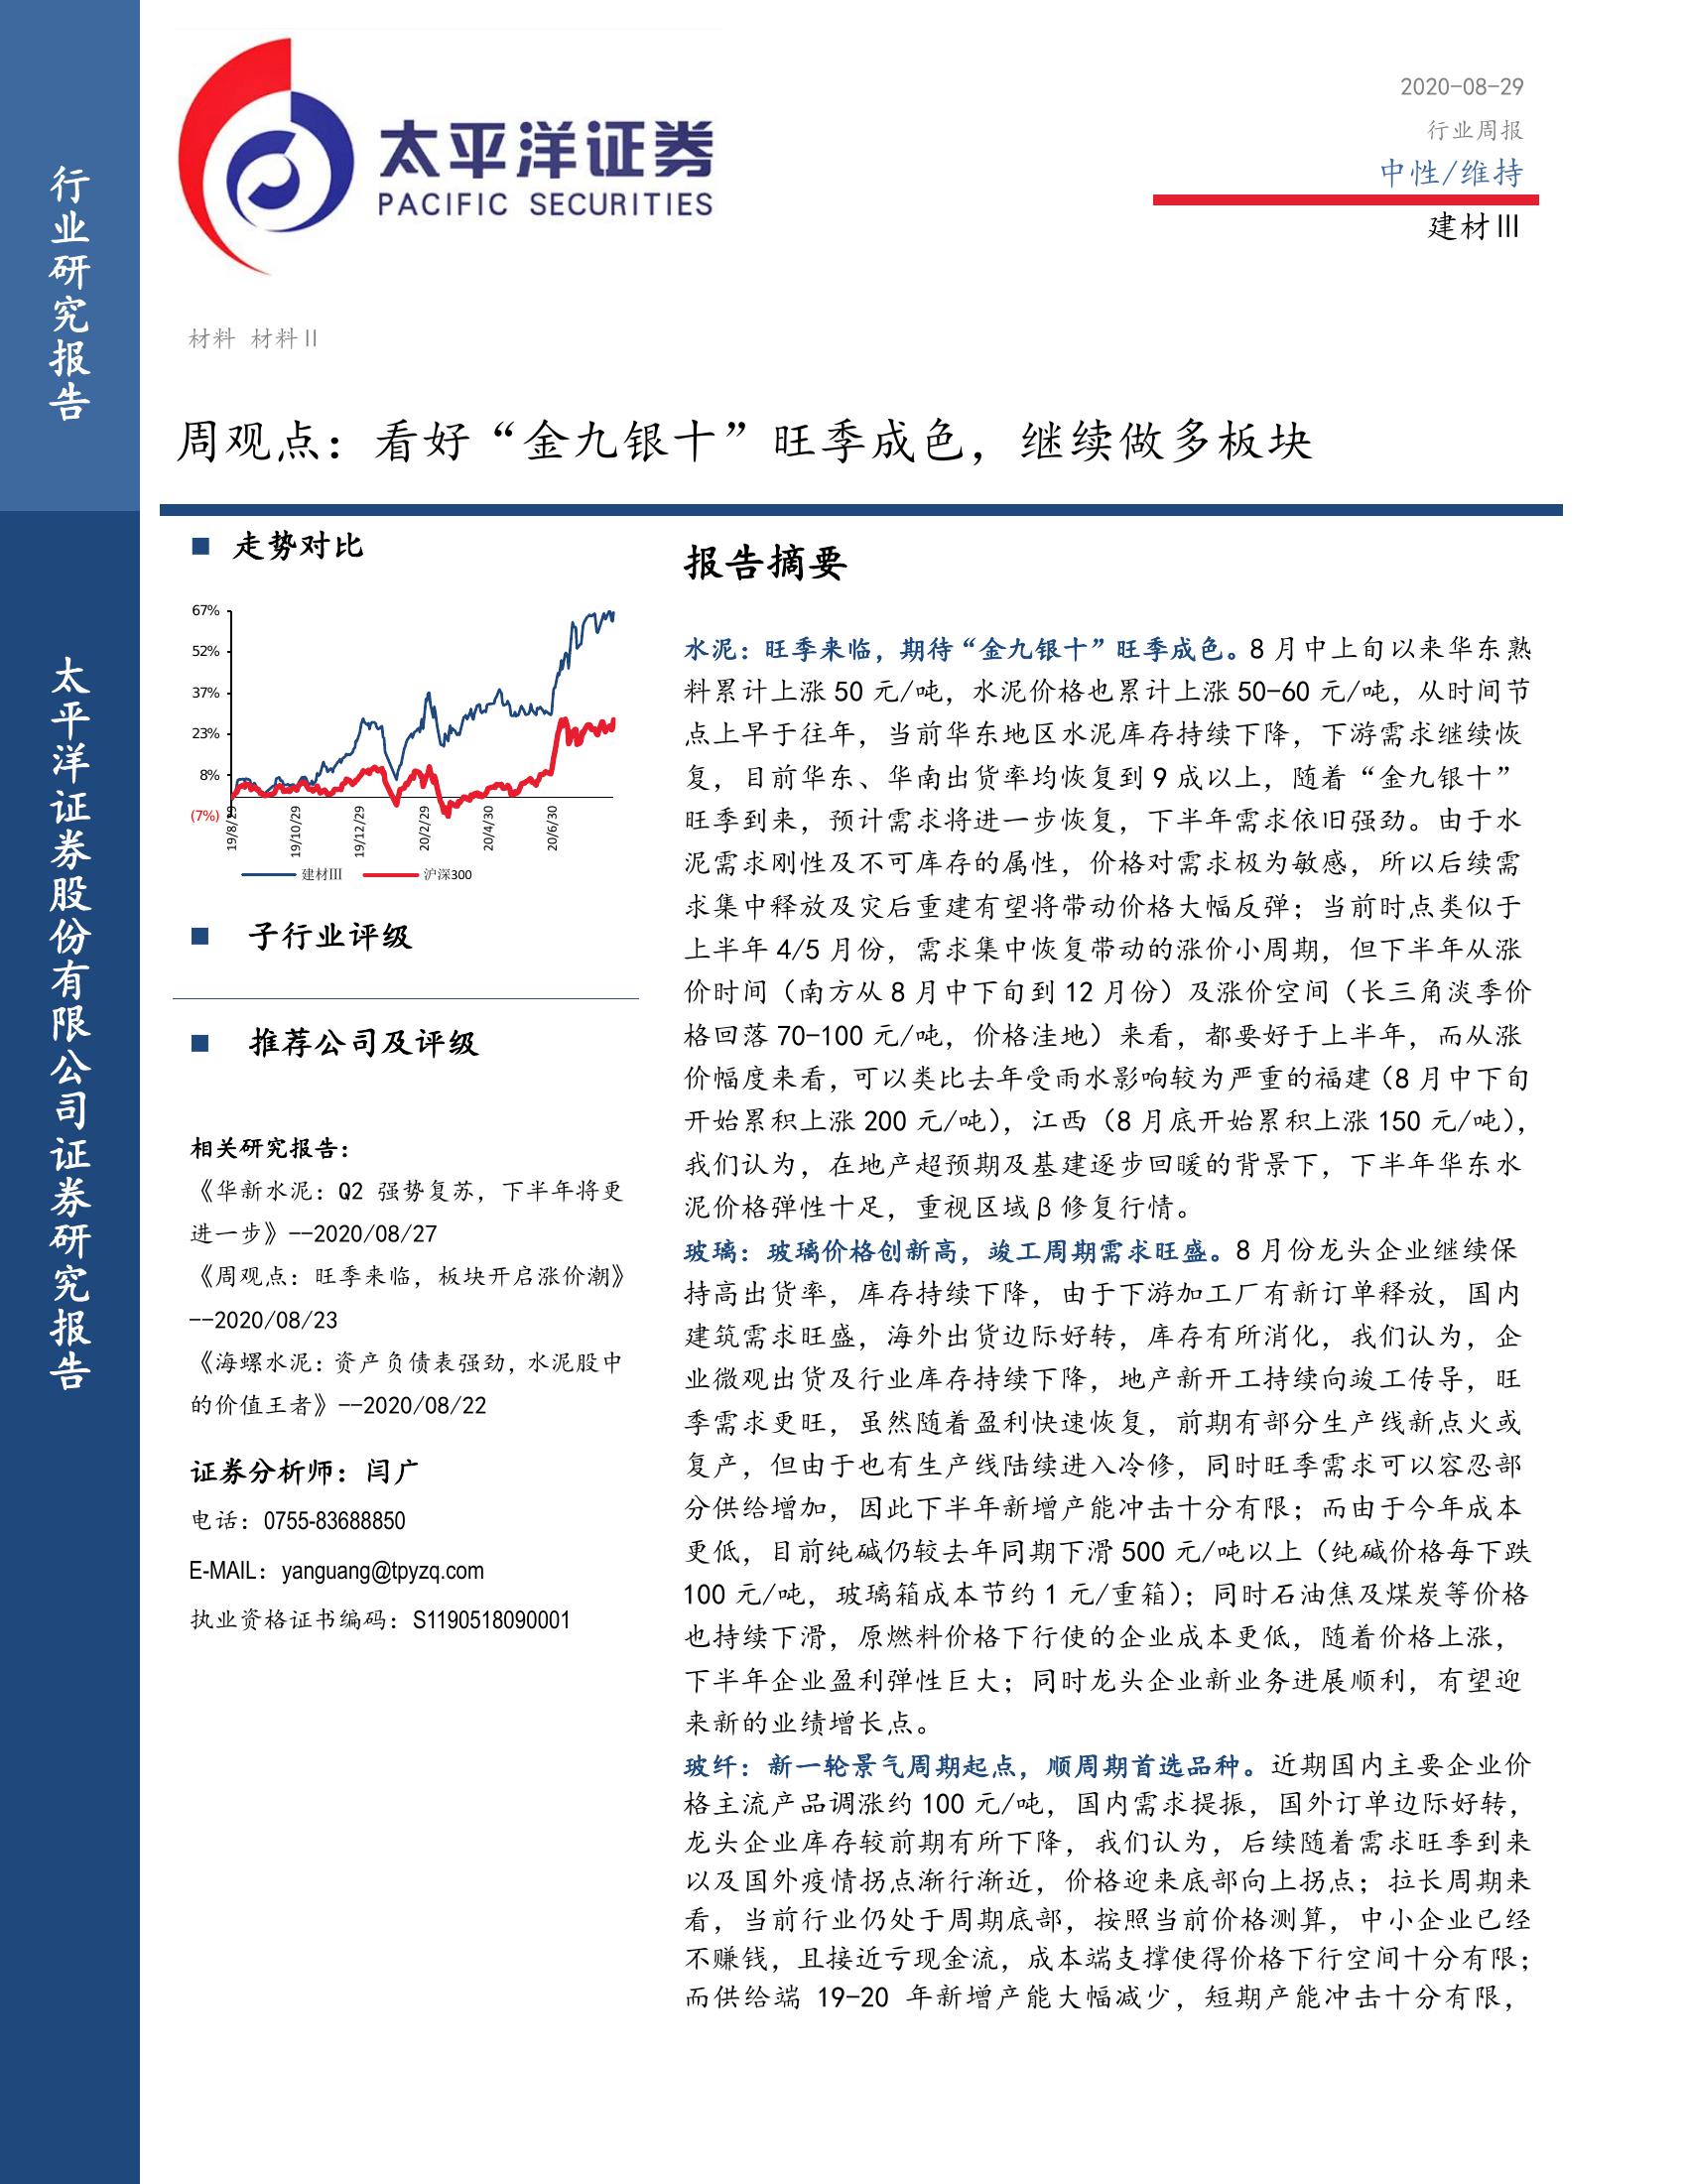 行业研究报告
太平洋证券股份有限公司证券研究报告
太平洋证券
PACIFIC SECURITIES
2020-08-29
行业周报
中性/维持
建材Ⅲ
材料 材料Ⅱ
周观点：看好“金九银十”旺季成色，继续做多板块
■ 走势对比
67%
52%
37%
23%
8%
(7%)
19/8/29
19/10/29
19/12/29
20/2/29
20/4/30
20/6/30
建材Ⅲ
沪深300
■ 子行业评级
■ 推荐公司及评级
相关研究报告：
《华新水泥：Q2 强势复苏，下半年将更
进一步》--2020/08/27
《周观点：旺季来临，板块开启涨价潮》
--2020/08/23
《海螺水泥：资产负债表强劲，水泥股中
的价值王者》--2020/08/22
证券分析师：闫广
电话：0755-83688850
E-MAIL：yanguang@tpyzq.com
执业资格证书编码：S1190518090001
报告摘要
水泥：旺季来临，期待“金九银十”旺季成色。8 月中上旬以来华东熟
料累计上涨 50 元/吨，水泥价格也累计上涨 50-60 元/吨，从时间节
点上早于往年，当前华东地区水泥库存持续下降，下游需求继续恢
复，目前华东、华南出货率均恢复到 9 成以上，随着“金九银十”
旺季到来，预计需求将进一步恢复，下半年需求依旧强劲。由于水
泥需求刚性及不可库存的属性，价格对需求极为敏感，所以后续需
求集中释放及灾后重建有望将带动价格大幅反弹；当前时点类似于
上半年 4/5 月份，需求集中恢复带动的涨价小周期，但下半年从涨
价时间（南方从 8 月中下旬到 12 月份）及涨价空间（长三角淡季价
格回落 70-100 元/吨，价格洼地）来看，都要好于上半年，而从涨
价幅度来看，可以类比去年受雨水影响较为严重的福建（8 月中下旬
开始累积上涨 200 元/吨），江西（8 月底开始累积上涨 150 元/吨），
我们认为，在地产超预期及基建逐步回暖的背景下，下半年华东水
泥价格弹性十足，重视区域β修复行情。
玻璃：玻璃价格创新高，竣工周期需求旺盛。8 月份龙头企业继续保
持高出货率，库存持续下降，由于下游加工厂有新订单释放，国内
建筑需求旺盛，海外出货边际好转，库存有所消化，我们认为，企
业微观出货及行业库存持续下降，地产新开工持续向竣工传导，旺
季需求更旺，虽然随着盈利快速恢复，前期有部分生产线新点火或
复产，但由于也有生产线陆续进入冷修，同时旺季需求可以容忍部
分供给增加，因此下半年新增产能冲击十分有限；而由于今年成本
更低，目前纯碱仍较去年同期下滑 500 元/吨以上（纯碱价格每下跌
100 元/吨，玻璃箱成本节约 1 元/重箱）；同时石油焦及煤炭等价格
也持续下滑，原燃料价格下行使的企业成本更低，随着价格上涨，
下半年企业盈利弹性巨大；同时龙头企业新业务进展顺利，有望迎
来新的业绩增长点。
玻纤：新一轮景气周期起点，顺周期首选品种。近期国内主要企业价
格主流产品调涨约 100 元/吨，国内需求提振，国外订单边际好转，
龙头企业库存较前期有所下降，我们认为，后续随着需求旺季到来
以及国外疫情拐点渐行渐近，价格迎来底部向上拐点；拉长周期来
看，当前行业仍处于周期底部，按照当前价格测算，中小企业已经
不赚钱，且接近亏现金流，成本端支撑使得价格下行空间十分有限；
而供给端 19-20 年新增产能大幅减少，短期产能冲击十分有限，